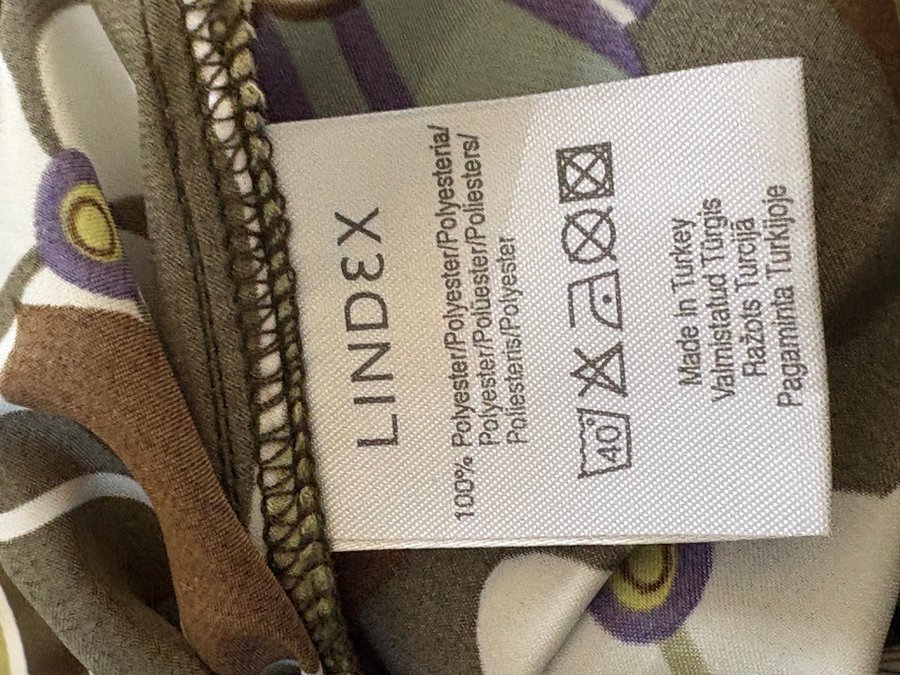 LINDEX
100% Polyester/Polyester/Polyesteria/
Polyester/Polüester/Poliesters/
Poliesteris/Polyester
40
Made in Turkey
Valmistatud Türgis
Ražots Turcijā
Pagaminta Turkijoje